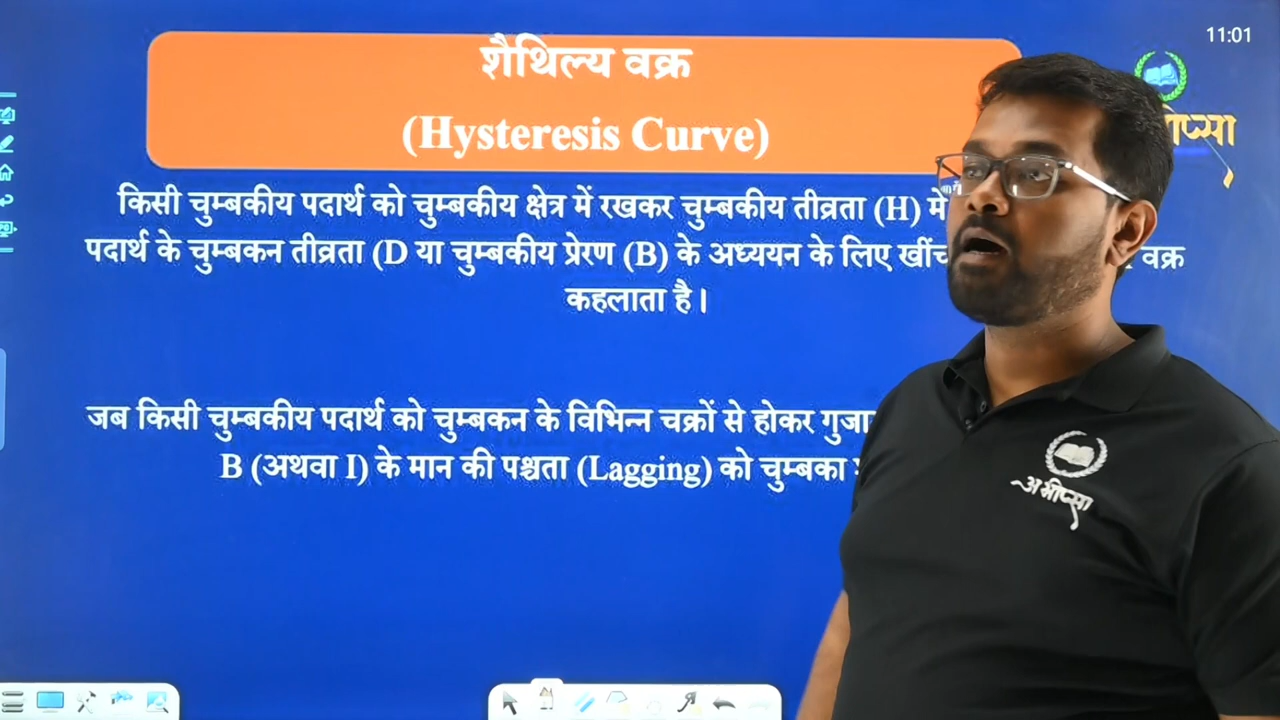 11:01
शैथिल्य वक्र
(Hysteresis Curve)
किसी चुम्बकीय पदार्थ को चुम्बकीय क्षेत्र में रखकर चुम्बकीय तीव्रता (H) में
पदार्थ के चुम्बकन तीव्रता (D या चुम्बकीय प्रेरण (B) के अध्ययन के लिए वक्र
कहलाता है।
जब किसी चुम्बकीय पदार्थ को चुम्बकन के विभिन्न चक्रों से होकर
B (अथवा I) के मान की पश्चता (Lagging) को चुम्बका
अभीप्सा